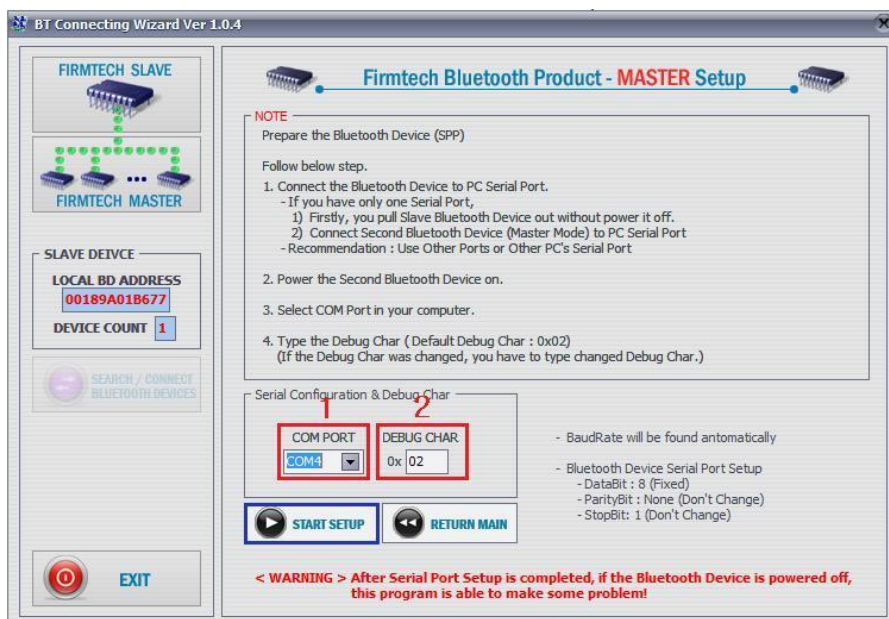 BT Connecting Wizard Ver 1.0.4
FIRMTECH SLAVE
FIRMTECH MASTER
SLAVE DEIVCE
LOCAL BD ADDRESS
00189A01B677
DEVICE COUNT 1
SEARCH / CONNECT
BLUETOOTH DEVICES
EXIT
Firmtech Bluetooth Product - MASTER Setup
NOTE
Prepare the Bluetooth Device (SPP)
Follow below step.
1. Connect the Bluetooth Device to PC Serial Port.
- If you have only one Serial Port,
1) Firstly, you pull Slave Bluetooth Device out without power it off.
2) Connect Second Bluetooth Device (Master Mode) to PC Serial Port
- Recommendation : Use Other Ports or Other PC's Serial Port
2. Power the Second Bluetooth Device on.
3. Select COM Port in your computer.
4. Type the Debug Char ( Default Debug Char : 0x02)
(If the Debug Char was changed, you have to type changed Debug Char.)
Serial Configuration & Debug Char
1 2
COM PORT DEBUG CHAR
COM4 0x 02
START SETUP RETURN MAIN
- BaudRate will be found antomatically
- Bluetooth Device Serial Port Setup
- DataBit : 8 (Fixed)
- ParityBit : None (Don't Change)
- StopBit: 1 (Don't Change)
< WARNING > After Serial Port Setup is completed, if the Bluetooth Device is powered off,
this program is able to make some problem!